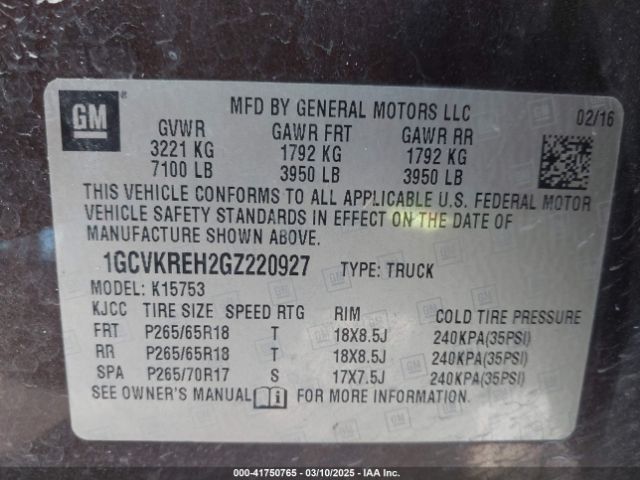 GM
MFD BY GENERAL MOTORS LLC 02/16
GVWR GAWR FRT GAWR RR
3221 KG 1792 KG 1792 KG
7100 LB 3950 LB 3950 LB
THIS VEHICLE CONFORMS TO ALL APPLICABLE U.S. FEDERAL MOTOR
VEHICLE SAFETY STANDARDS IN EFFECT ON THE DATE OF
MANUFACTURE SHOWN ABOVE.
1GCVKREH2GZ220927 TYPE: TRUCK
MODEL: K15753
KJCC TIRE SIZE SPEED RTG RIM COLD TIRE PRESSURE
FRT P265/65R18 T 18X8.5J 240KPA(35PSI)
RR P265/65R18 T 18X8.5J 240KPA(35PSI)
SPA P265/70R17 S 17X7.5J 240KPA(35PSI)
SEE OWNER'S MANUAL FOR MORE INFORMATION.
000-41750765 — 03/10/2025 — IAA Inc.